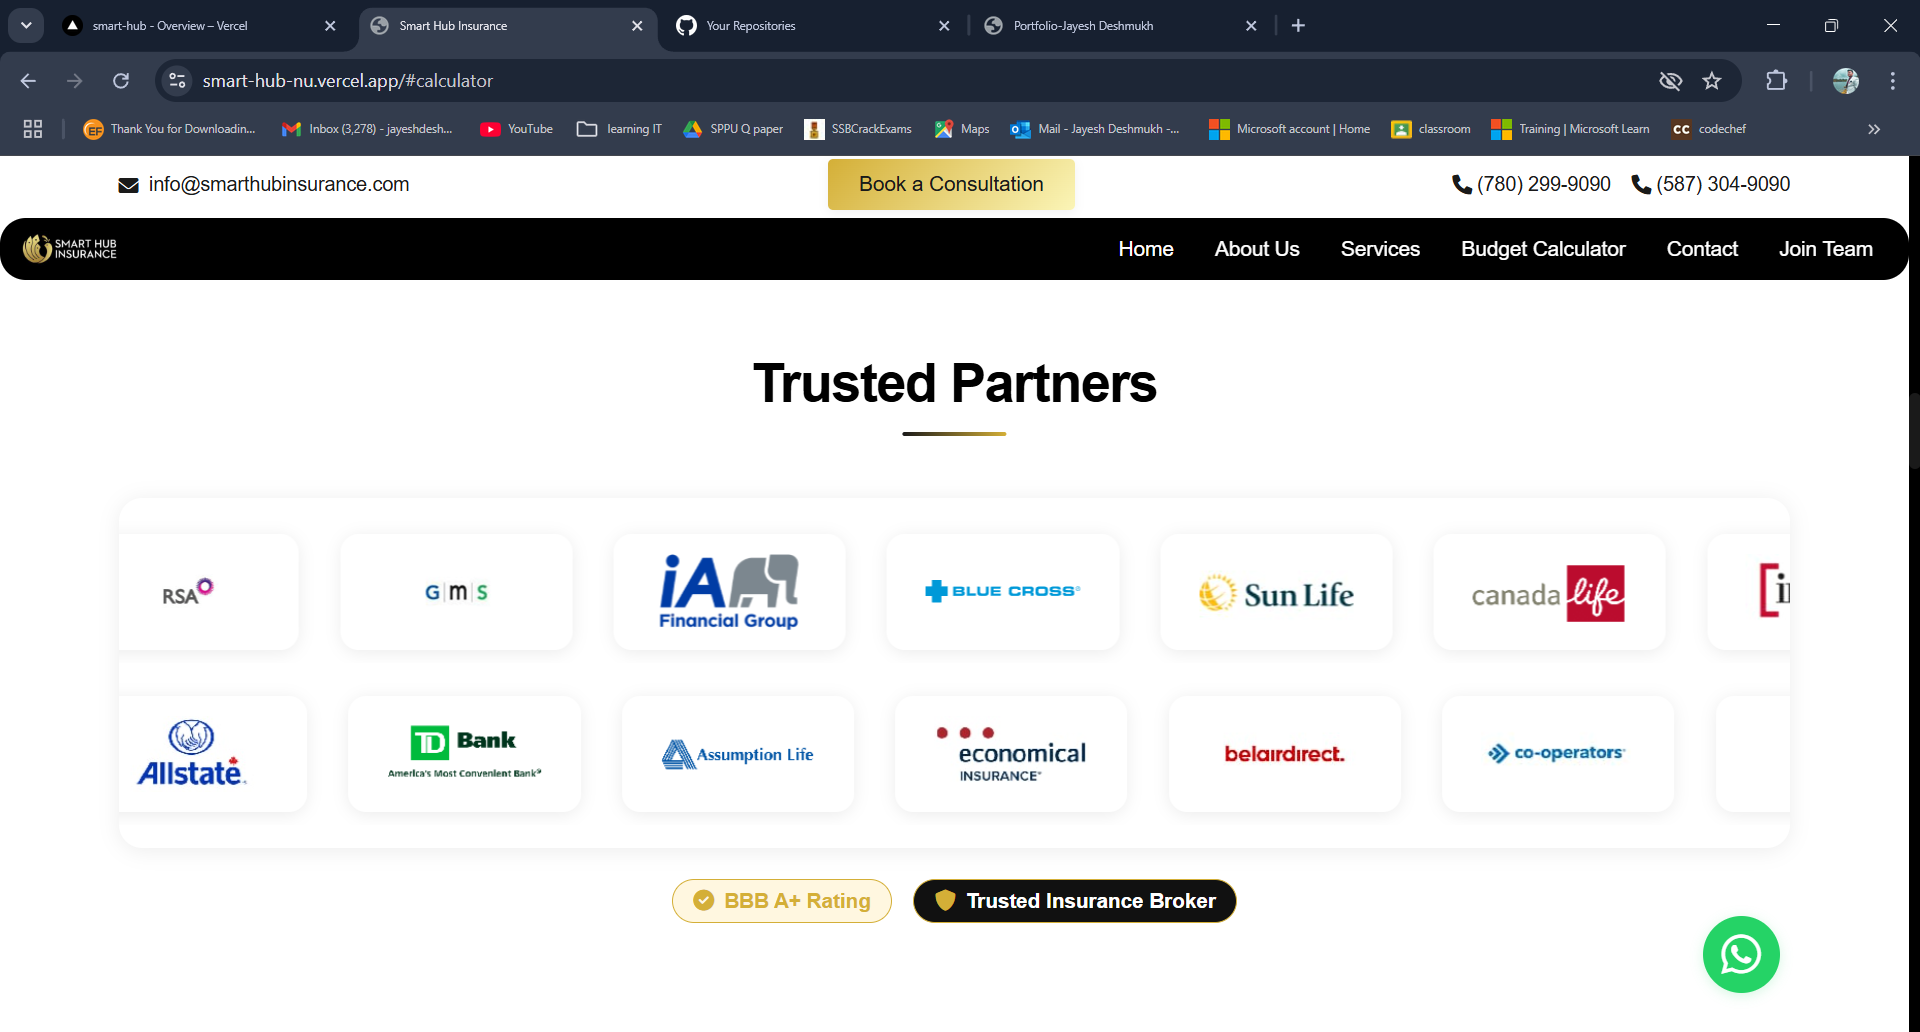 smart-hub - Overview – Vercel
Smart Hub Insurance
Your Repositories
Portfolio-Jayesh Deshmukh
smart-hub-nu.vercel.app/#calculator
Thank You for Downloadin...
Inbox (3,278) - jayeshdesh...
YouTube
learning IT
SPPU Q paper
SSBCrackExams
Maps
Mail - Jayesh Deshmukh -...
Microsoft account | Home
classroom
Training | Microsoft Learn
CC codechef
info@smarthubinsurance.com
Book a Consultation
(780) 299-9090
(587) 304-9090
SMART HUB
INSURANCE
Home
About Us
Services
Budget Calculator
Contact
Join Team
Trusted Partners
RSA
G|m|s
iA
Financial Group
BLUE CROSS®
Sun Life
canada life
[i
Allstate
TD Bank
America's Most Convenient Bank®
Assumption Life
economical
INSURANCE
belairdirect.
co-operators
BBB A+ Rating
Trusted Insurance Broker